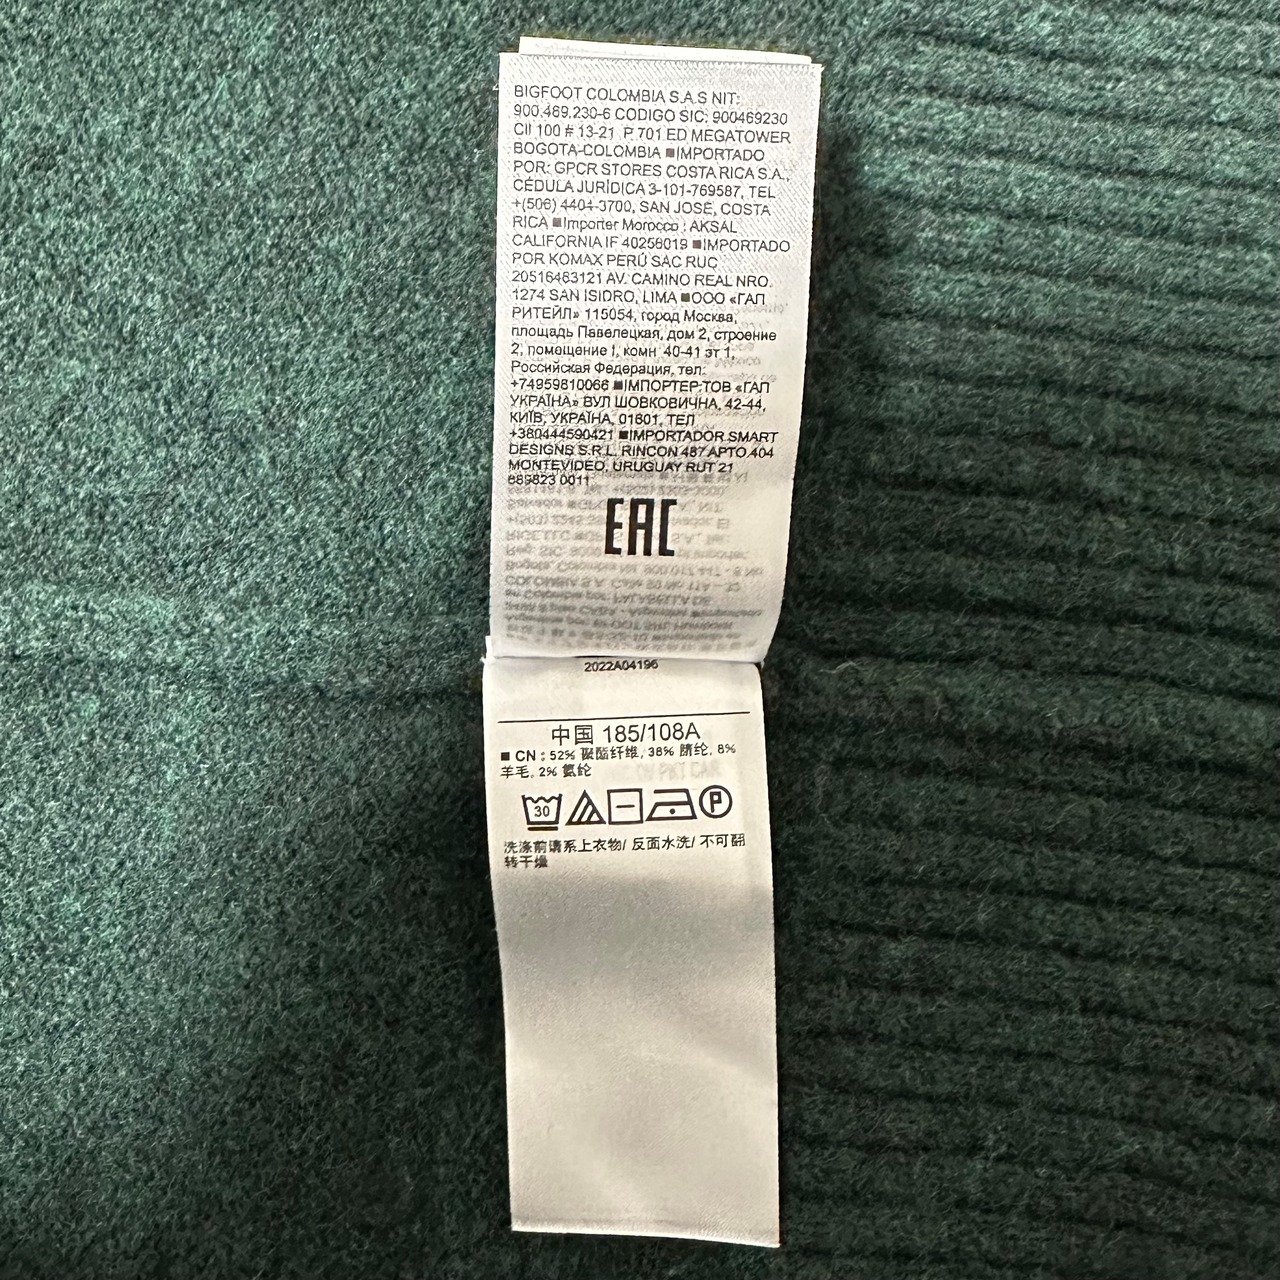 BIGFOOT COLOMBIA S.A.S NIT:
900.469.230-6 CODIGO SIC: 900469230
Cll 100 # 13-21 P 701 ED MEGATOWER
BOGOTA-COLOMBIA ■IMPORTADO
POR: GPCR STORES COSTA RICA S.A.,
CÉDULA JURÍDICA 3-101-769587, TEL
+(506) 4404-3700, SAN JOSÉ, COSTA
RICA ■Importer Morocco : AKSAL
CALIFORNIA IF 40256019 ■IMPORTADO
POR KOMAX PERÚ SAC RUC
20516463121 AV. CAMINO REAL NRO.
1274 SAN ISIDRO, LIMA ■ООО «ГАП
РИТЕЙЛ» 115054, город Москва,
площадь Павелецкая, дом 2, строение
2, помещение I, комн 40-41 эт 1,
Российская Федерация, тел:
+74959810066 ■ІМПОРТЕР:ТОВ «ГАП
УКРАЇНА» ВУЛ ШОВКОВИЧНА, 42-44,
КИЇВ, УКРАЇНА, 01601, ТЕЛ
+380444590421 ■IMPORTADOR SMART
DESIGNS S.R.L. RINCON 487 APTO 404
MONTEVIDEO, URUGUAY RUT 21
689823 0011
EAC
2022A04196
中国 185/108A
■ CN : 52% 聚酯纤维, 38% 腈纶, 8%
羊毛, 2% 氨纶
30 P
洗涤前请系上衣物/ 反面水洗/ 不可翻
转干燥